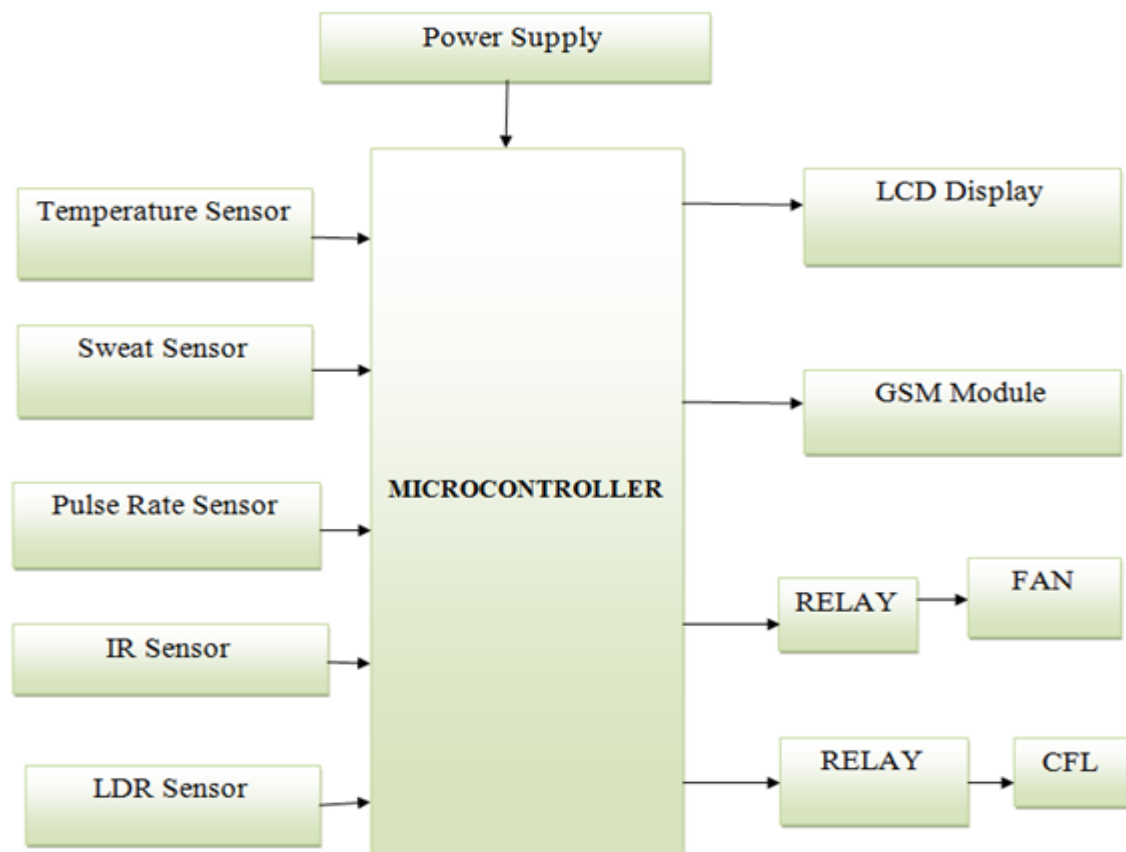 Power Supply
Temperature Sensor
Sweat Sensor
Pulse Rate Sensor
IR Sensor
LDR Sensor
MICROCONTROLLER
LCD Display
GSM Module
RELAY
FAN
RELAY
CFL